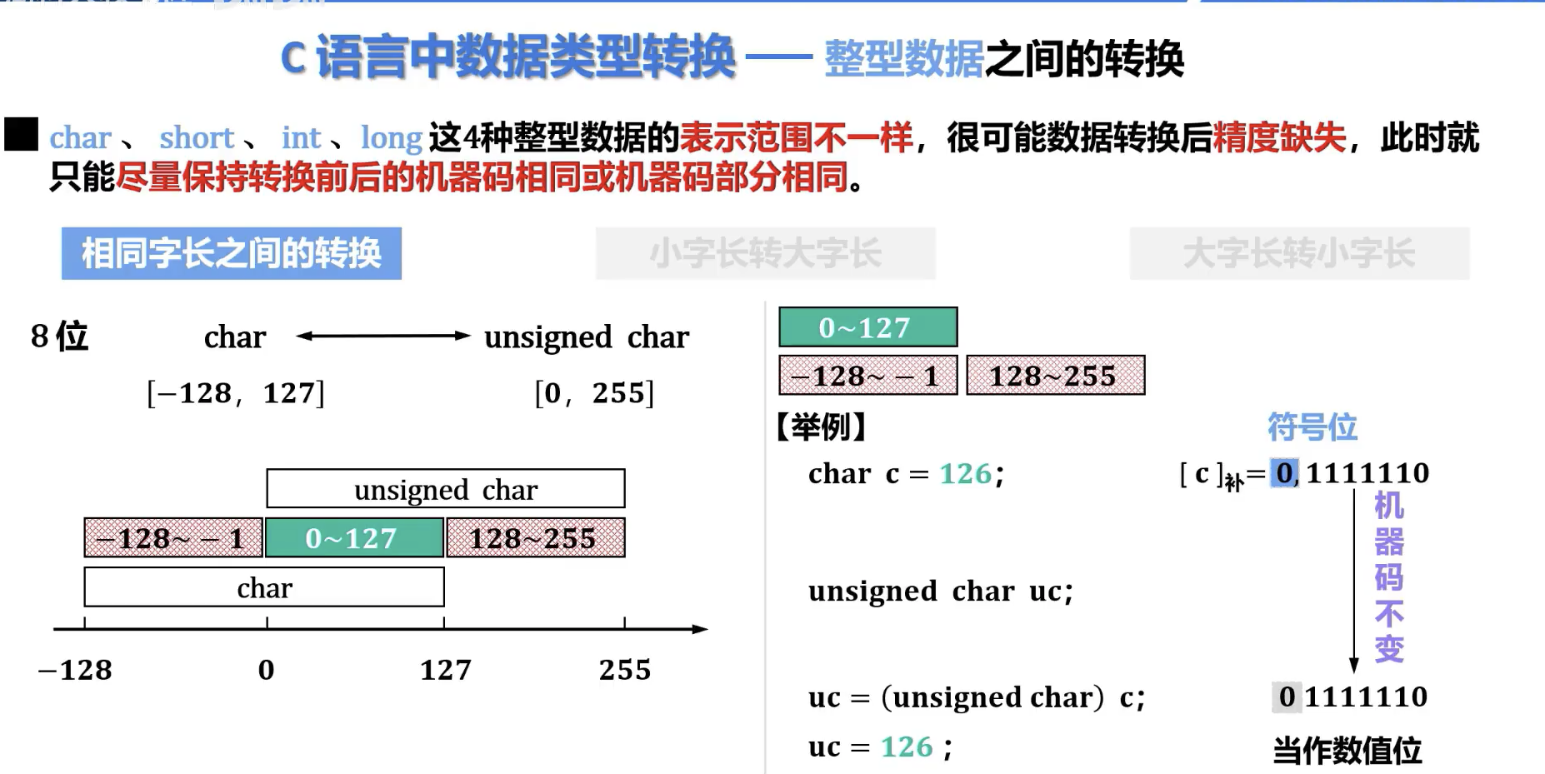 C 语言中数据类型转换 —— 整型数据之间的转换
char 、 short 、 int 、long 这4种整型数据的表示范围不一样，很可能数据转换后精度缺失，此时就
只能尽量保持转换前后的机器码相同或机器码部分相同。
相同字长之间的转换
小字长转大字长
大字长转小字长
8 位
char
unsigned char
[−128，127]
[0，255]
unsigned char
−128~ − 1
0~127
128~255
char
−128
0
127
255
0~127
−128~ − 1
128~255
【举例】
符号位
char c = 126;
[ c ]补= 0, 1111110
机器码不变
unsigned char uc;
uc = (unsigned char) c;
0 1111110
uc = 126 ;
当作数值位